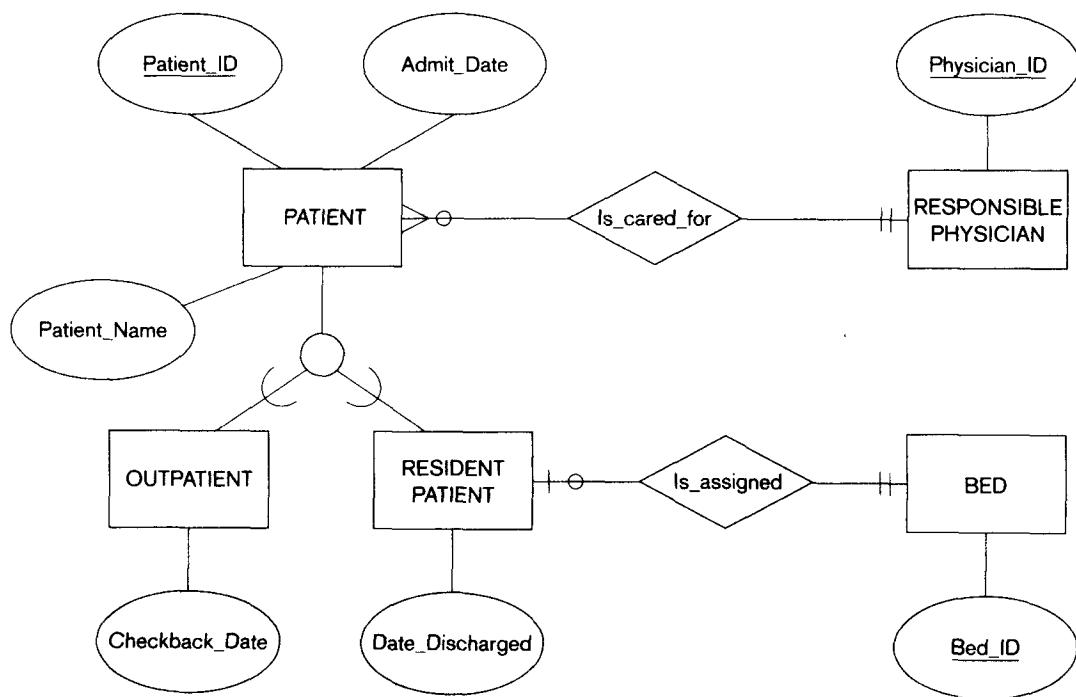 Patient_ID
Admit_Date
Physician_ID
PATIENT
Is_cared_for
RESPONSIBLE
PHYSICIAN
Patient_Name
OUTPATIENT
RESIDENT
PATIENT
Is_assigned
BED
Checkback_Date
Date_Discharged
Bed_ID